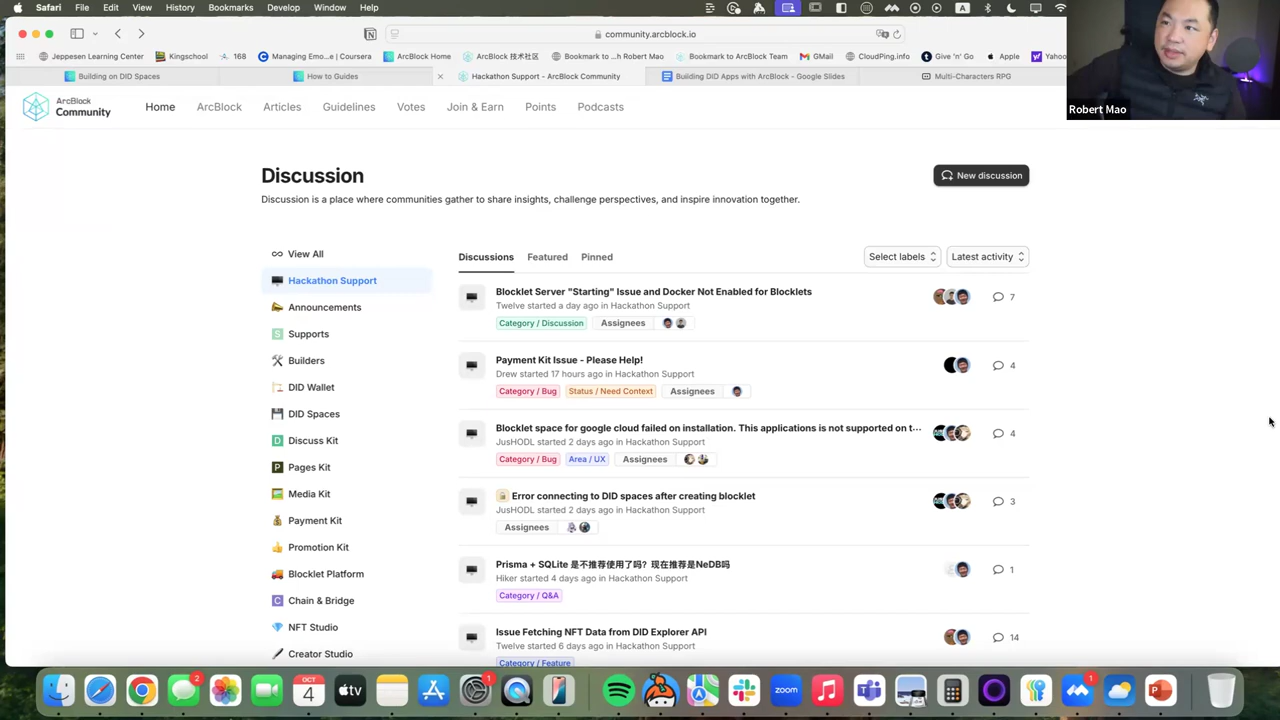 Safari File Edit View History Bookmarks Develop Window Help
community.arcblock.io
Jeppesen Learning Center Kingschool 168 Managing Emo...e | Coursera ArcBlock Home ArcBlock 技术社区 Bookmark to...h Robert Mao Bookmark to ArcBlock Team GMail CloudPing.info Give 'n' Go Apple Yahoo
Building on DID Spaces How to Guides Hackathon Support - ArcBlock Community Building DID Apps with ArcBlock - Google Slides Multi-Characters RPG
Robert Mao
ArcBlock
Community
Home ArcBlock Articles Guidelines Votes Join & Earn Points Podcasts
Discussion
New discussion
Discussion is a place where communities gather to share insights, challenge perspectives, and inspire innovation together.
View All
Hackathon Support
Announcements
Supports
Builders
DID Wallet
DID Spaces
Discuss Kit
Pages Kit
Media Kit
Payment Kit
Promotion Kit
Blocklet Platform
Chain & Bridge
NFT Studio
Creator Studio
Discussions Featured Pinned
Select labels Latest activity
Blocklet Server "Starting" Issue and Docker Not Enabled for Blocklets
7
Twelve started a day ago in Hackathon Support
Category / Discussion Assignees
Payment Kit Issue - Please Help!
4
Drew started 17 hours ago in Hackathon Support
Category / Bug Status / Need Context Assignees
Blocklet space for google cloud failed on installation. This applications is not supported on t...
4
JusHODL started 2 days ago in Hackathon Support
Category / Bug Area / UX Assignees
Error connecting to DID spaces after creating blocklet
3
JusHODL started 2 days ago in Hackathon Support
Assignees
Prisma + SQLite 是不推荐使用了吗？现在推荐是NeDB吗
1
Hiker started 4 days ago in Hackathon Support
Category / Q&A
Issue Fetching NFT Data from DID Explorer API
14
Twelve started 6 days ago in Hackathon Support
Category / Feature
2
OCT
4
tv
1
zoom
1